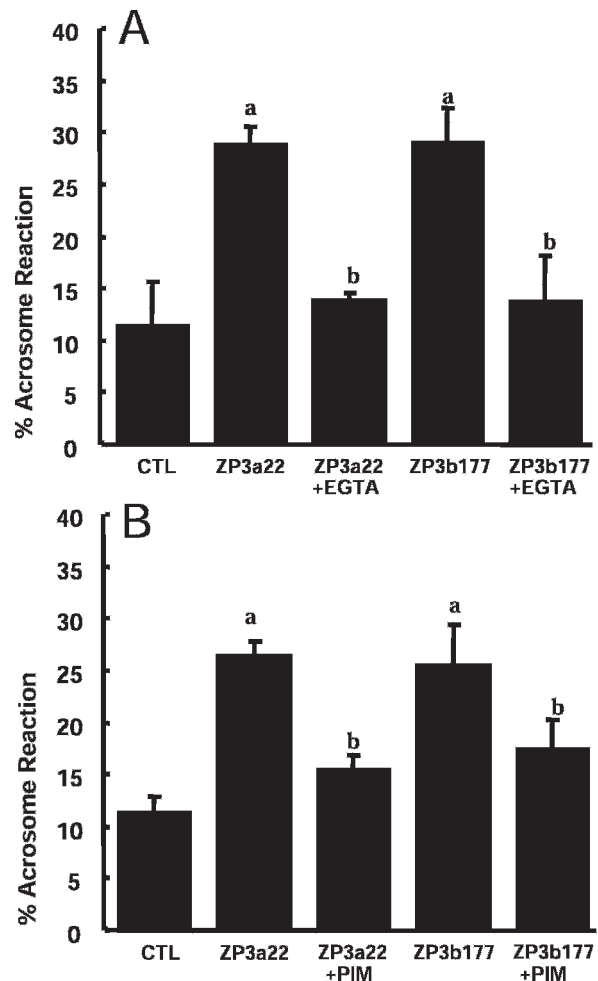 A
40
35
30
25
20
15
10
5
0
% Acrosome Reaction
a
b
a
b
CTL
ZP3a22
ZP3a22
+EGTA
ZP3b177
ZP3b177
+EGTA
B
40
35
30
25
20
15
10
5
0
% Acrosome Reaction
a
b
a
b
CTL
ZP3a22
ZP3a22
+PIM
ZP3b177
ZP3b177
+PIM